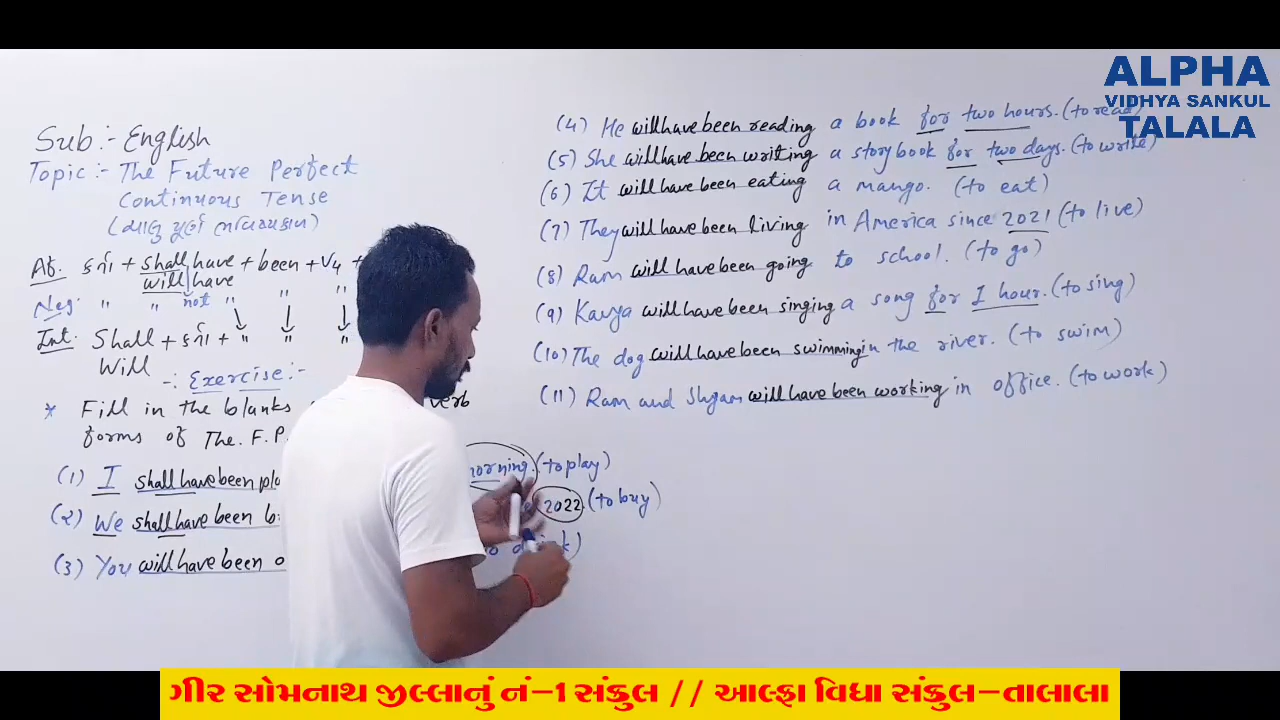 ALPHA
VIDHYA SANKUL
TALALA
Sub:- English
Topic:- The Future Perfect
Continuous Tense
(ચાલુ પૂર્ણ ભવિષ્યકાળ)
Af. કર્તા + shall have + been + V4 +
will have
Neg. " " not " " "
Int. Shall + કર્તા + " " "
Will
-: Exercise :-
* Fill in the blanks verb
forms of The. F.P.
(1) I shall have been morning. (to play)
(2) We shall have been 2022. (to buy)
(3) You will have been
(4) He will have been reading a book for two hours. (to read)
(5) She will have been writing a storybook for two days. (to write)
(6) It will have been eating a mango. (to eat)
(7) They will have been living in America since 2021 (to live)
(8) Ram will have been going to school. (to go)
(9) Kavya will have been singing a song for 1 hour. (to sing)
(10) The dog will have been swimming in the river. (to swim)
(11) Ram and Shyam will have been working in office. (to work)
ગીર સોમનાથ જીલ્લાનું નં-1 સંકુલ // આલ્ફા વિધા સંકુલ-તાલાલા